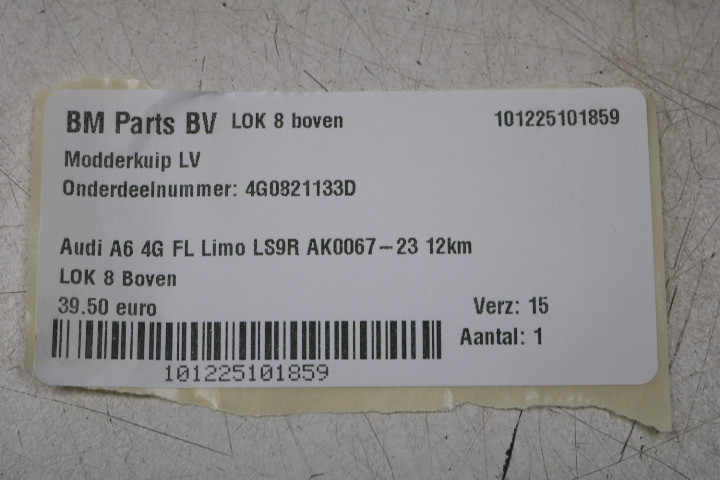 BM Parts BV LOK 8 boven 101225101859
Modderkuip LV
Onderdeelnummer: 4G0821133D
Audi A6 4G FL Limo LS9R AK0067-23 12km
LOK 8 Boven
39.50 euro Verz: 15
Aantal: 1
101225101859